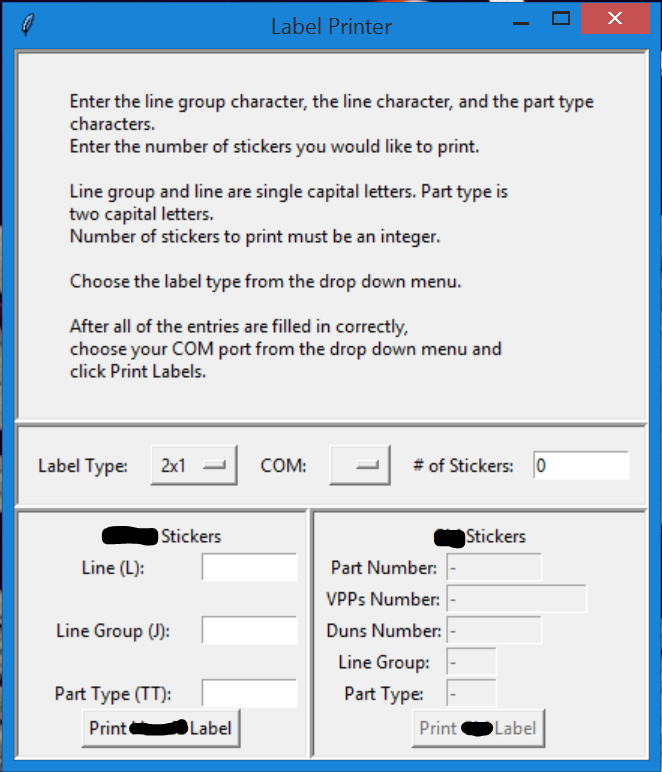 Label Printer
Enter the line group character, the line character, and the part type
characters.
Enter the number of stickers you would like to print.
Line group and line are single capital letters. Part type is
two capital letters.
Number of stickers to print must be an integer.
Choose the label type from the drop down menu.
After all of the entries are filled in correctly,
choose your COM port from the drop down menu and
click Print Labels.
Label Type: 2x1 COM: # of Stickers: 0
Stickers
Line (L):
Line Group (J):
Part Type (TT):
Print Label
Stickers
Part Number: -
VPPs Number: -
Duns Number: -
Line Group: -
Part Type: -
Print Label